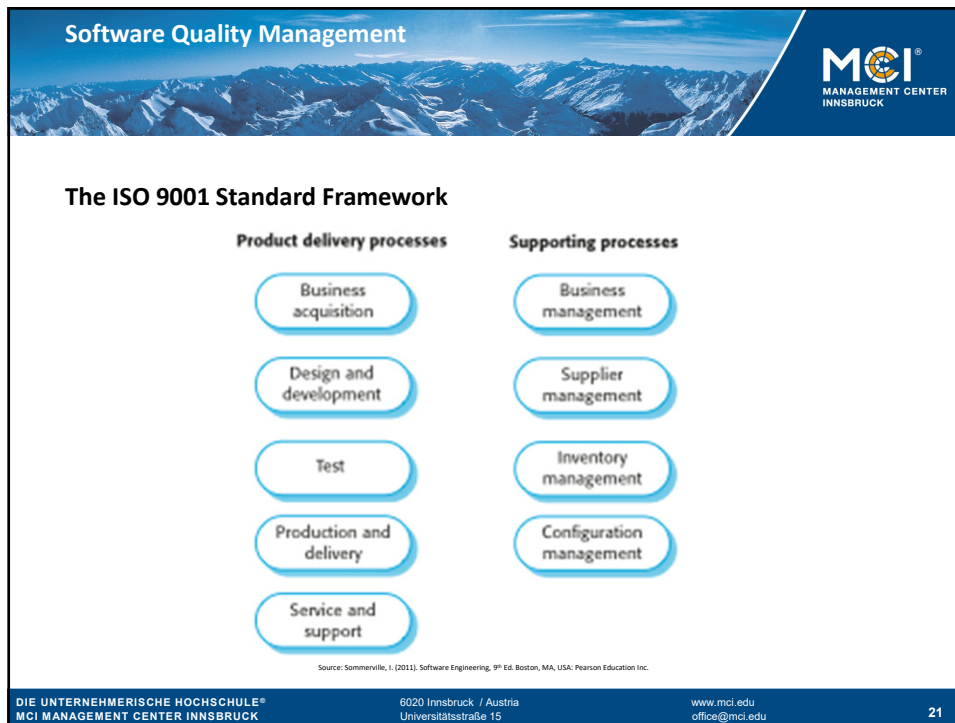 Software Quality Management
MCI®
MANAGEMENT CENTER
INNSBRUCK
The ISO 9001 Standard Framework
Product delivery processes
Business
acquisition
Design and
development
Test
Production and
delivery
Service and
support
Supporting processes
Business
management
Supplier
management
Inventory
management
Configuration
management
Source: Sommerville, I. (2011). Software Engineering, 9th Ed. Boston, MA, USA: Pearson Education Inc.
DIE UNTERNEHMERISCHE HOCHSCHULE®
MCI MANAGEMENT CENTER INNSBRUCK
6020 Innsbruck / Austria
Universitätsstraße 15
www.mci.edu
office@mci.edu
21